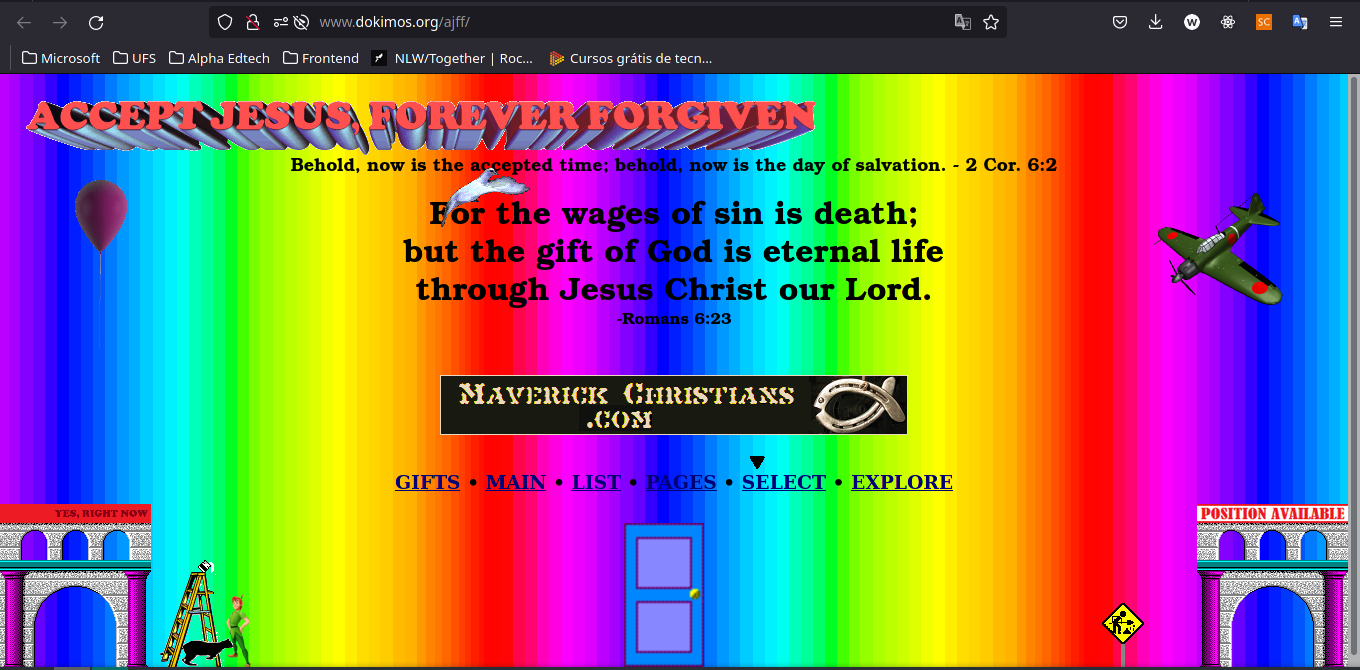 www.dokimos.org/ajff/
W
SC
Microsoft UFS Alpha Edtech Frontend NLW/Together | Roc... Cursos grátis de tecn...
ACCEPT JESUS, FOREVER FORGIVEN
Behold, now is the accepted time; behold, now is the day of salvation. - 2 Cor. 6:2
For the wages of sin is death;
but the gift of God is eternal life
through Jesus Christ our Lord.
-Romans 6:23
MAVERICK CHRISTIANS
.COM
GIFTS • MAIN • LIST • PAGES • SELECT • EXPLORE
YES, RIGHT NOW
POSITION AVAILABLE